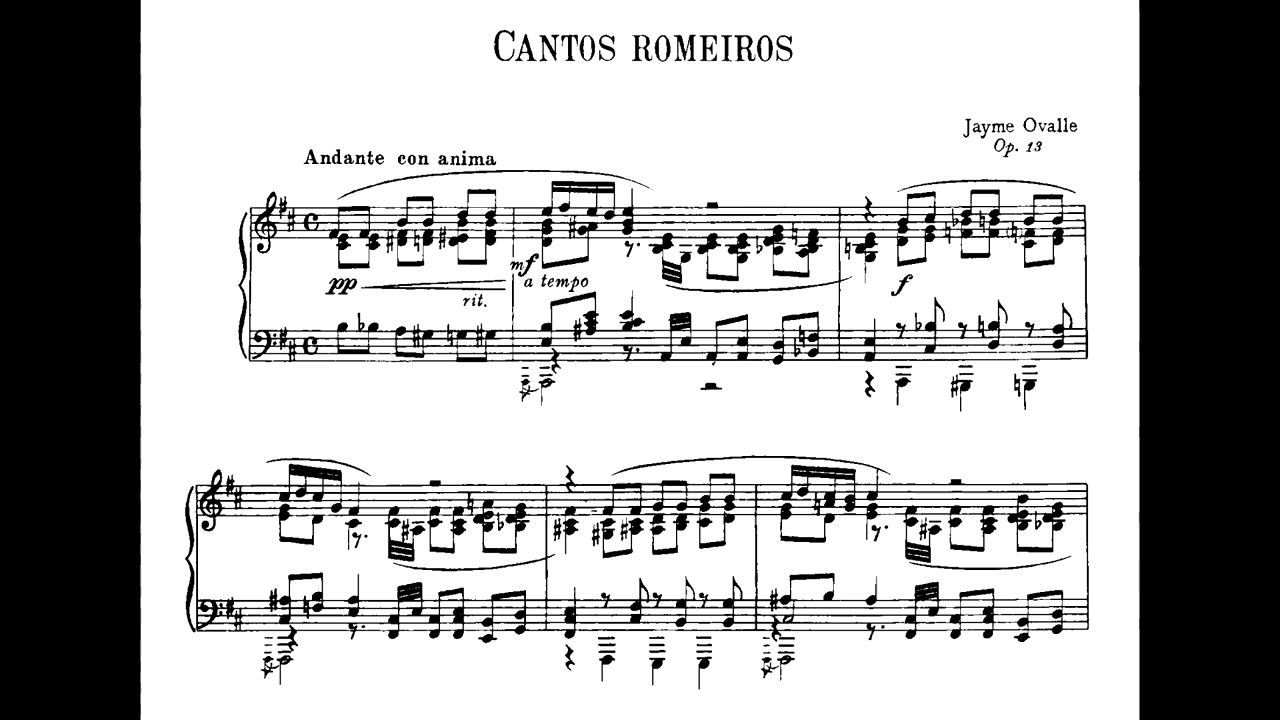 CANTOS ROMEIROS
Jayme Ovalle
Op. 13
Andante con anima
pp
rit.
mf
a tempo
f